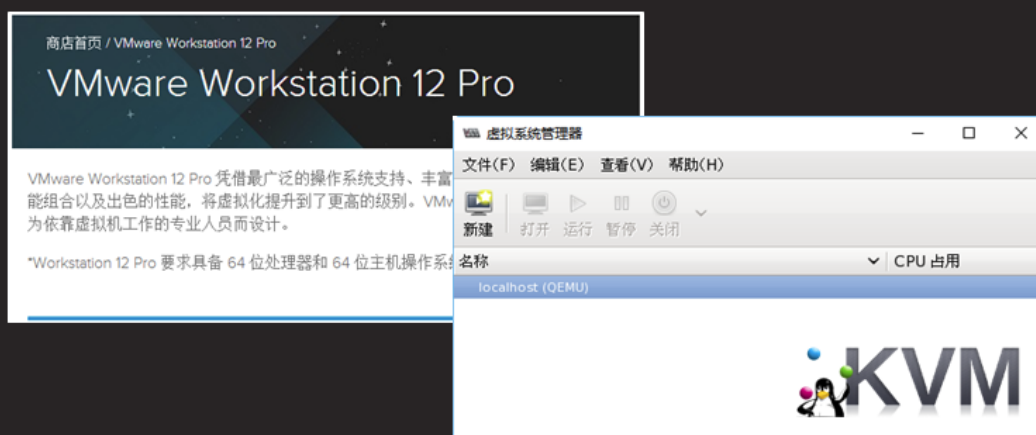 商店首页 / VMware Workstation 12 Pro
VMware Workstation 12 Pro
VMware Workstation 12 Pro 凭借最广泛的操作系统支持、丰富
能组合以及出色的性能，将虚拟化提升到了更高的级别。VMw
为依靠虚拟机工作的专业人员而设计。
*Workstation 12 Pro 要求具备 64 位处理器和 64 位主机操作系统
虚拟系统管理器
文件(F) 编辑(E) 查看(V) 帮助(H)
新建 打开 运行 暂停 关闭
名称 CPU 占用
localhost (QEMU)
KVM